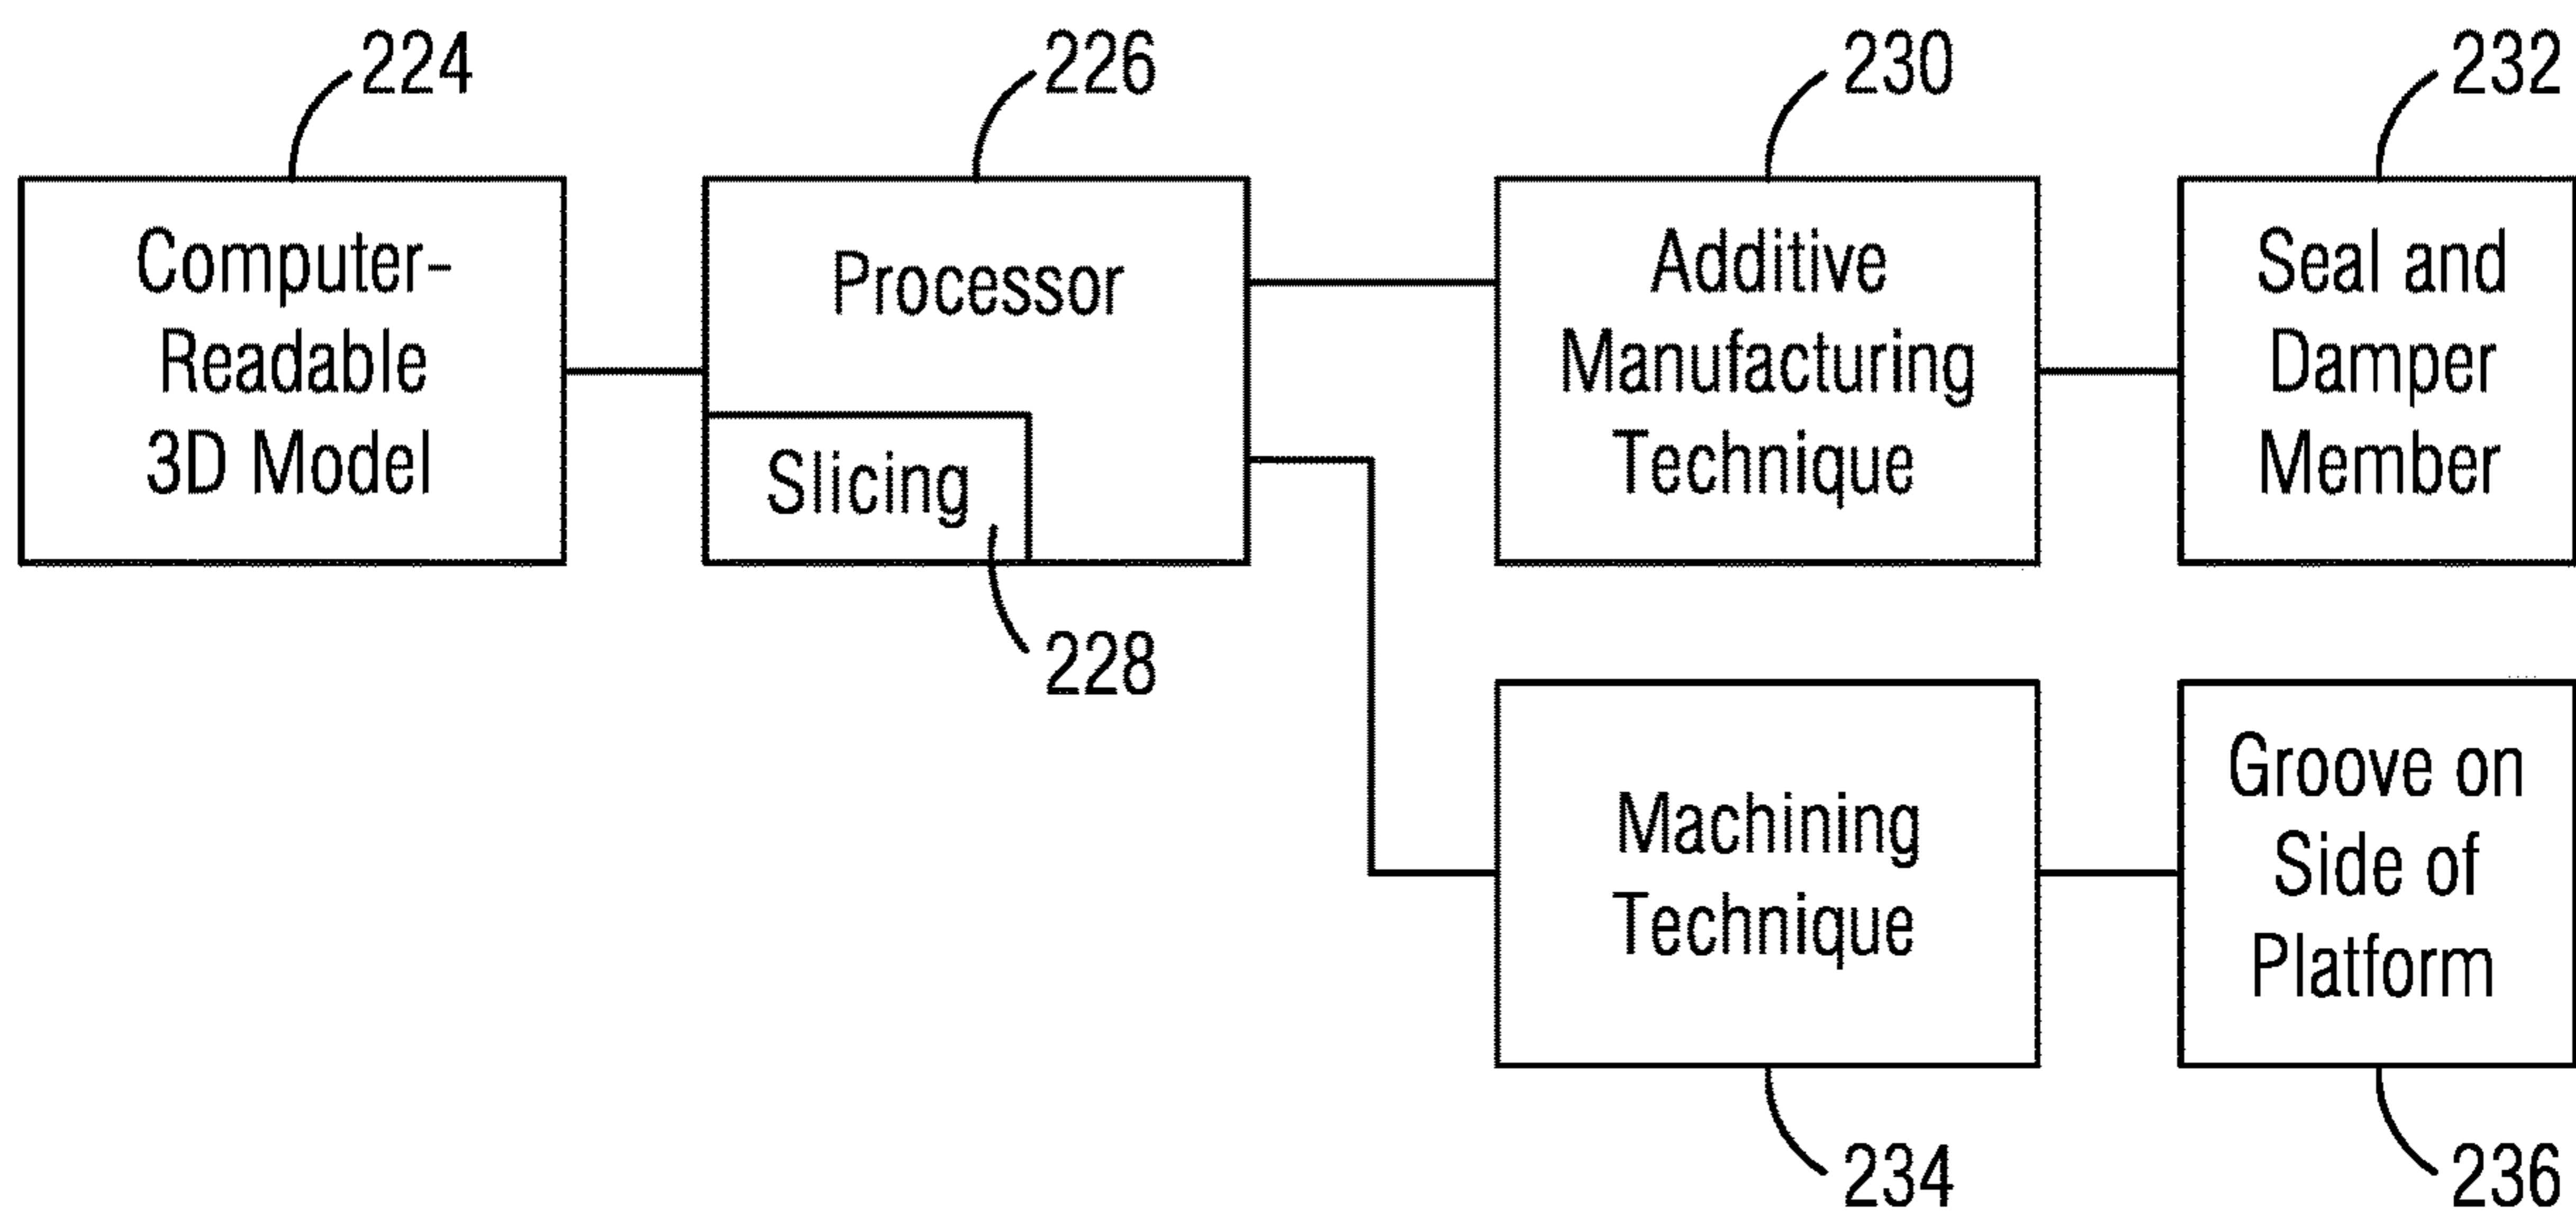 224
226
230
232
Computer-
Readable
3D Model
Processor
Slicing
228
Additive
Manufacturing
Technique
Seal and
Damper
Member
Machining
Technique
234
Groove on
Side of
Platform
236